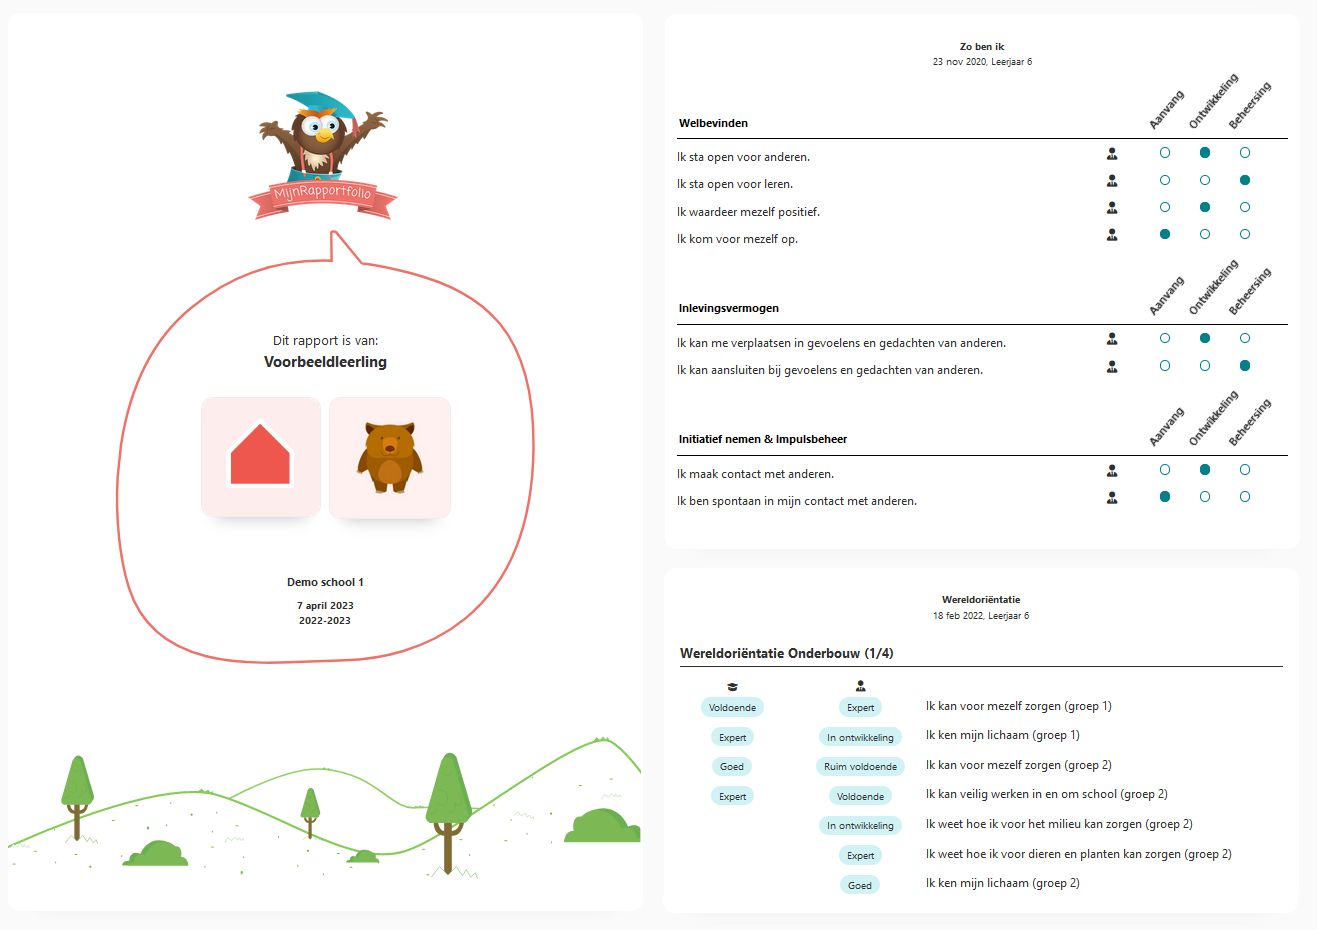 MijnRapportfolio
Dit rapport is van:
Voorbeeldleerling
Demo school 1
7 april 2023
2022-2023
Zo ben ik
23 nov 2020, Leerjaar 6
Welbevinden Aanvang Ontwikkeling Beheersing
Ik sta open voor anderen.
Ik sta open voor leren.
Ik waardeer mezelf positief.
Ik kom voor mezelf op.
Inlevingsvermogen Aanvang Ontwikkeling Beheersing
Ik kan me verplaatsen in gevoelens en gedachten van anderen.
Ik kan aansluiten bij gevoelens en gedachten van anderen.
Initiatief nemen & Impulsbeheer Aanvang Ontwikkeling Beheersing
Ik maak contact met anderen.
Ik ben spontaan in mijn contact met anderen.
Wereldoriëntatie
18 feb 2022, Leerjaar 6
Wereldoriëntatie Onderbouw (1/4)
Voldoende Expert Ik kan voor mezelf zorgen (groep 1)
Expert In ontwikkeling Ik ken mijn lichaam (groep 1)
Goed Ruim voldoende Ik kan voor mezelf zorgen (groep 2)
Expert Voldoende Ik kan veilig werken in en om school (groep 2)
In ontwikkeling Ik weet hoe ik voor het milieu kan zorgen (groep 2)
Expert Ik weet hoe ik voor dieren en planten kan zorgen (groep 2)
Goed Ik ken mijn lichaam (groep 2)